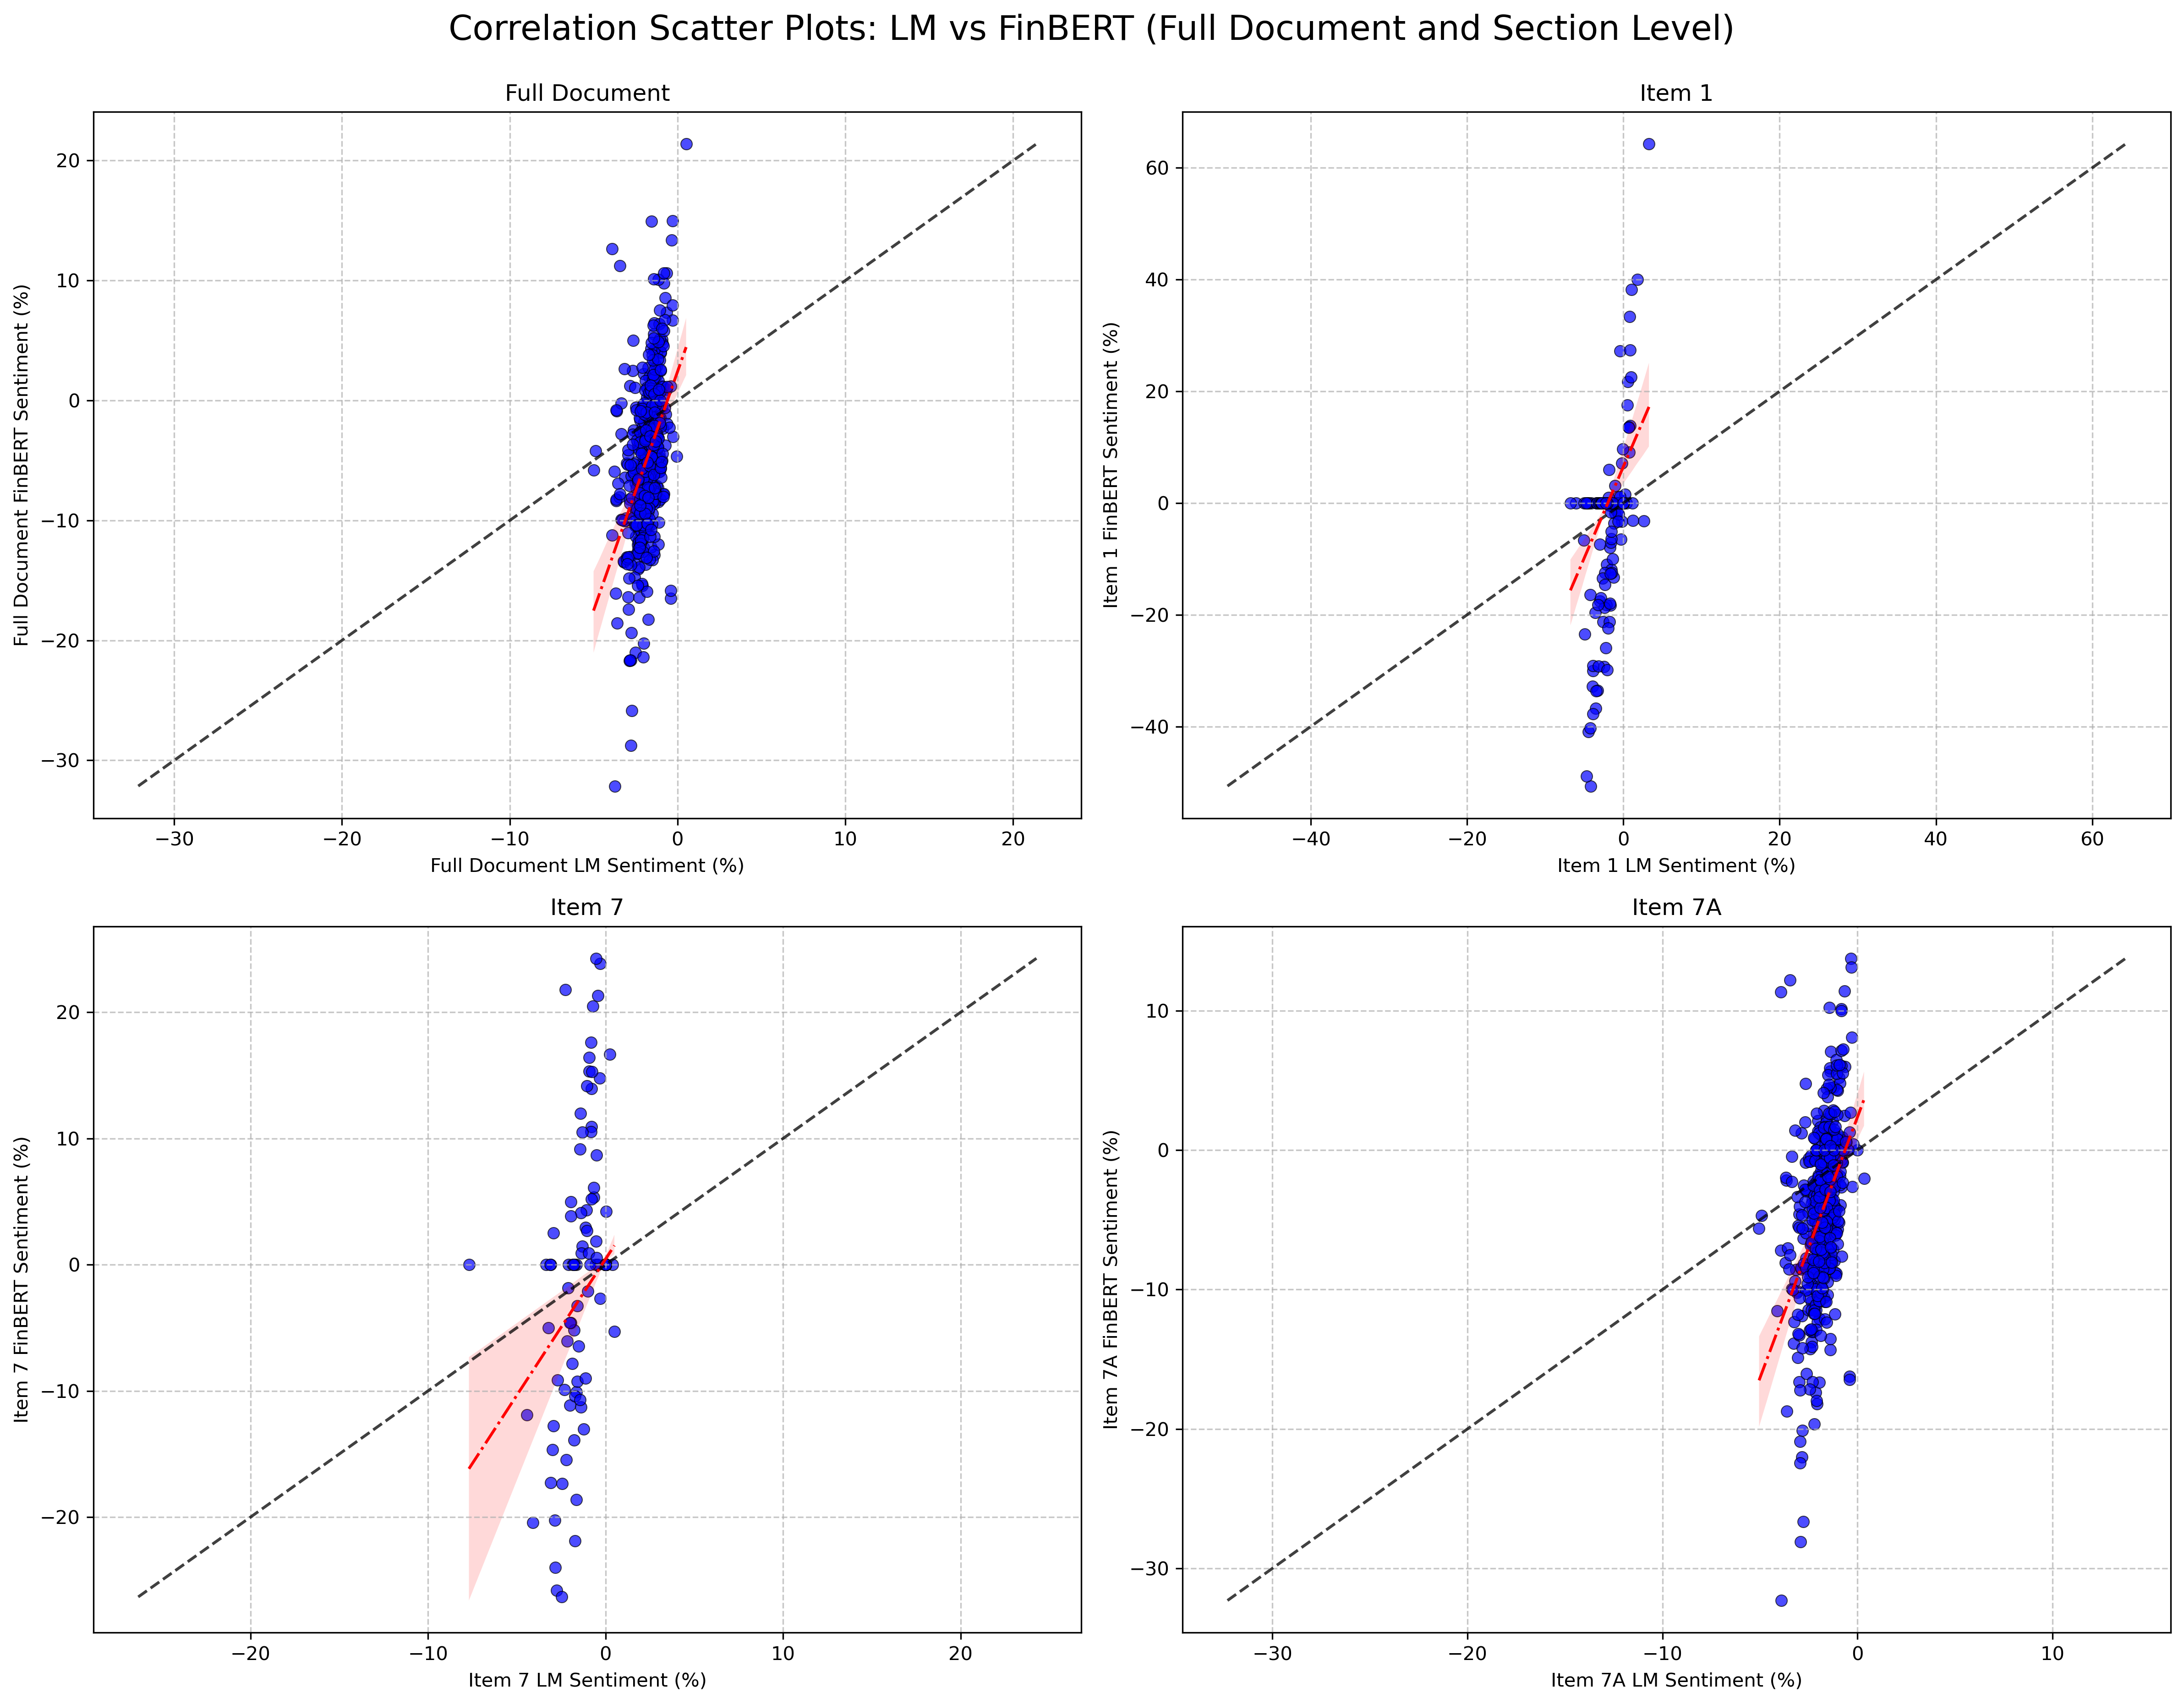 Correlation Scatter Plots: LM vs FinBERT (Full Document and Section Level)
Full Document
Full Document FinBERT Sentiment (%)
20
10
0
−10
−20
−30
−30 −20 −10 0 10 20
Full Document LM Sentiment (%)
Item 1
Item 1 FinBERT Sentiment (%)
60
40
20
0
−20
−40
−40 −20 0 20 40 60
Item 1 LM Sentiment (%)
Item 7
Item 7 FinBERT Sentiment (%)
20
10
0
−10
−20
−20 −10 0 10 20
Item 7 LM Sentiment (%)
Item 7A
Item 7A FinBERT Sentiment (%)
10
0
−10
−20
−30
−30 −20 −10 0 10
Item 7A LM Sentiment (%)